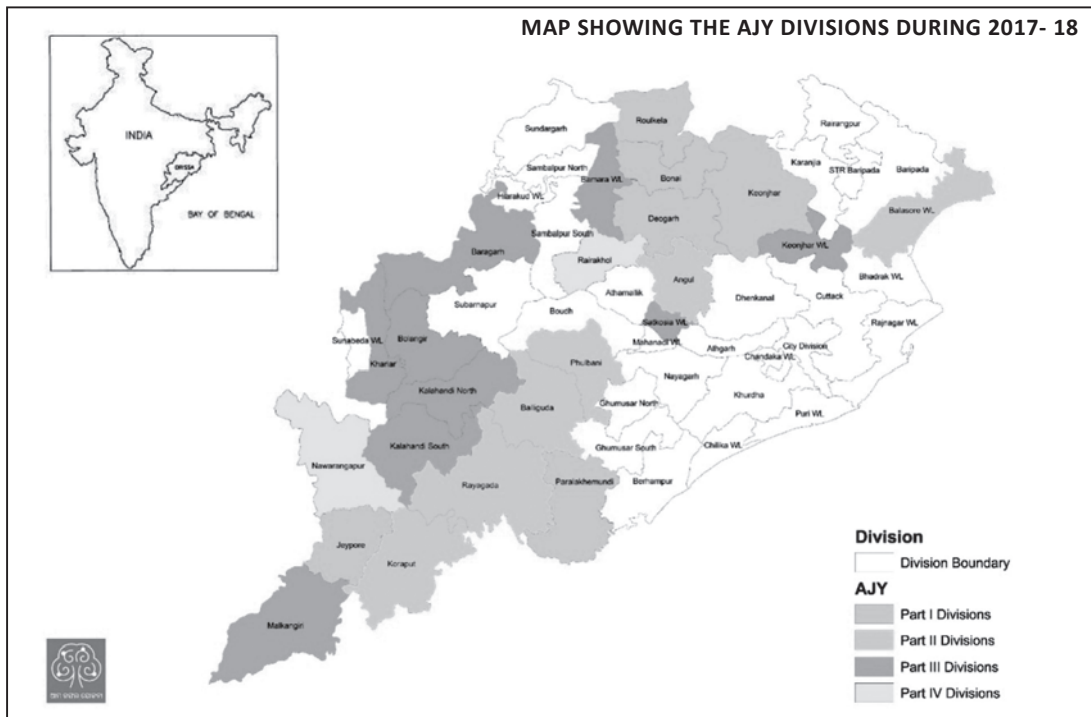 MAP SHOWING THE AJY DIVISIONS DURING 2017- 18
INDIA
ORISSA
BAY OF BENGAL
Sundargarh
Roulkela
Rairangpur
Sambalpur North
Karanjia
STR Baripada
Baripada
Bamara WL
Bonai
Keonjhar
Hirakud WL
Deogarh
Balasore WL
Sambalpur South
Keonjhar WL
Baragarh
Rairakhol
Bhadrak WL
Angul
Subarnapur
Athamallik
Dhenkanal
Cuttack
Boudh
Satkosia WL
Rajnagar WL
Sunabeda WL
Bolangir
Mahanadi WL
Athgarh
City Division
Chandaka WL
Khariar
Phulbani
Nayagarh
Kalahandi North
Khurdha
Balliguda
Ghumusar North
Puri WL
Kalahandi South
Ghumusar South
Chilika WL
Nawarangapur
Rayagada
Paralakhemundi
Berhampur
Jeypore
Koraput
Malkangiri
Division
Division Boundary
AJY
Part I Divisions
Part II Divisions
Part III Divisions
Part IV Divisions